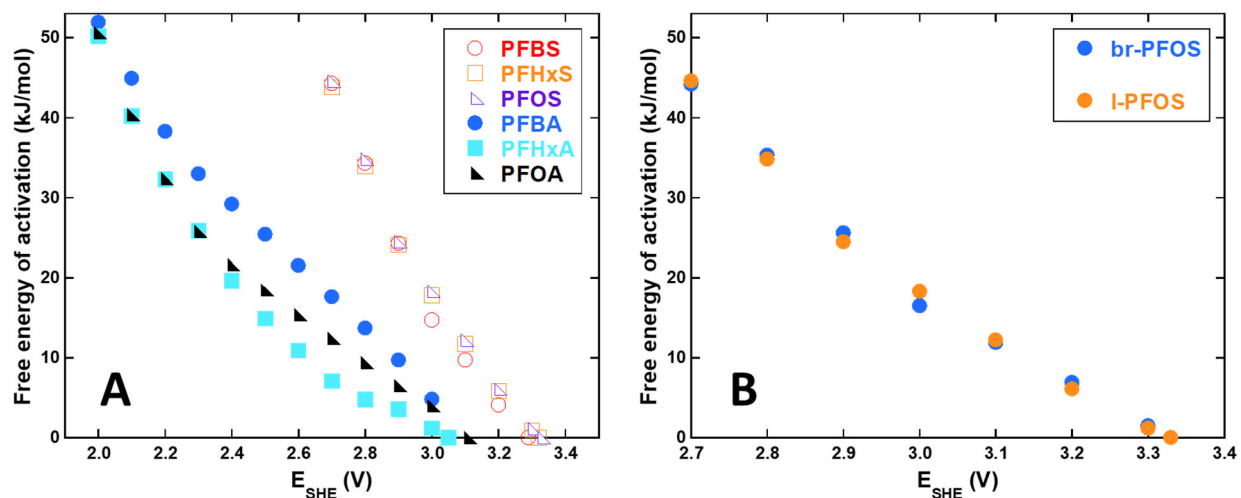 Free energy of activation (kJ/mol)
50
40
30
20
10
0
2.0 2.2 2.4 2.6 2.8 3.0 3.2 3.4
E_SHE (V)
PFBS
PFHxS
PFOS
PFBA
PFHxA
PFOA
A
Free energy of activation (kJ/mol)
50
40
30
20
10
0
2.7 2.8 2.9 3.0 3.1 3.2 3.3 3.4
E_SHE (V)
br-PFOS
l-PFOS
B